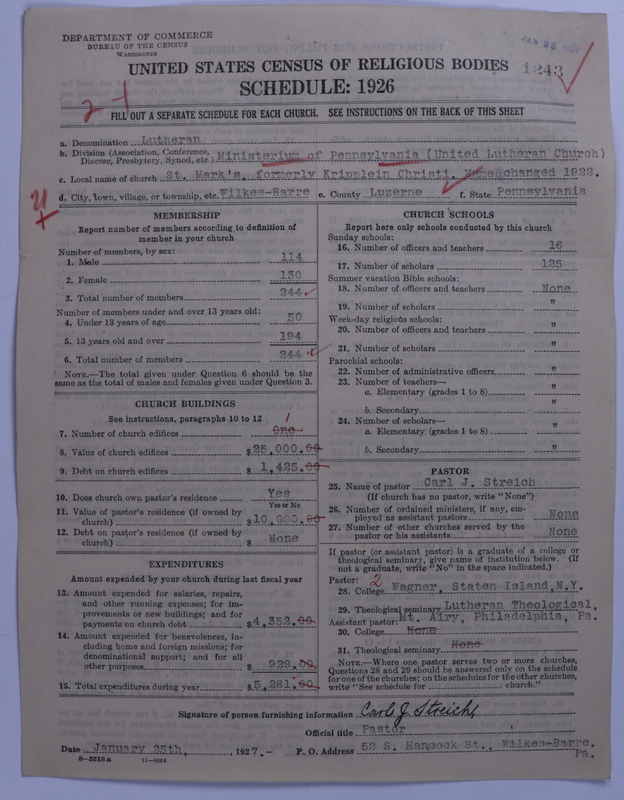 DEPARTMENT OF COMMERCE
BUREAU OF THE CENSUS
WASHINGTON
JAN 26
1243
UNITED STATES CENSUS OF RELIGIOUS BODIES
SCHEDULE: 1926
FILL OUT A SEPARATE SCHEDULE FOR EACH CHURCH. SEE INSTRUCTIONS ON THE BACK OF THIS SHEET
a. Denomination Lutheran
b. Division (Association, Conference, Diocese, Presbytery, Synod, etc.) Ministerium of Pennsylvania (United Lutheran Church)
c. Local name of church St. Mark's, formerly Kripplein Christi. Name changed 1922.
d. City, town, village, or township, etc. Wilkes-Barre e. County Luzerne f. State Pennsylvania
MEMBERSHIP
Report number of members according to definition of
member in your church
Number of members, by sex:
1. Male 114
2. Female 130
3. Total number of members 244
Number of members under and over 13 years old:
4. Under 13 years of age 50
5. 13 years old and over 194
6. Total number of members 244
NOTE.—The total given under Question 6 should be the
same as the total of males and females given under Question 3.
CHURCH BUILDINGS
See instructions, paragraphs 10 to 12
1
7. Number of church edifices One
8. Value of church edifices $25,000.00
9. Debt on church edifices $ 1,425.00
10. Does church own pastor's residence Yes
Yes or No
11. Value of pastor's residence (if owned by
church) $10,000.00
12. Debt on pastor's residence (if owned by
church) $ None
EXPENDITURES
Amount expended by your church during last fiscal year
13. Amount expended for salaries, repairs,
and other running expenses; for im-
provements or new buildings; and for
payments on church debt $4,352.00
14. Amount expended for benevolences, in-
cluding home and foreign missions; for
denominational support; and for all
other purposes $ 929.00
15. Total expenditures during year $5,281.00
CHURCH SCHOOLS
Report here only schools conducted by this church
Sunday schools:
16. Number of officers and teachers 16
17. Number of scholars 125
Summer vacation Bible schools:
18. Number of officers and teachers None
19. Number of scholars "
Week-day religious schools:
20. Number of officers and teachers "
21. Number of scholars "
Parochial schools:
22. Number of administrative officers "
23. Number of teachers—
a. Elementary (grades 1 to 8) "
b. Secondary "
24. Number of scholars—
a. Elementary (grades 1 to 8) "
b. Secondary "
PASTOR
25. Name of pastor Carl J. Streich
(If church has no pastor, write "None")
26. Number of ordained ministers, if any, em-
ployed as assistant pastors None
27. Number of other churches served by the
pastor or his assistants None
If pastor (or assistant pastor) is a graduate of a college or
theological seminary, give name of institution below. (If
not a graduate, write "No" in the space indicated.)
Pastor: 2
28. College Wagner, Staten Island, N.Y.
29. Theological seminary Lutheran Theological,
Assistant pastor: Mt. Airy, Philadelphia, Pa.
30. College None
31. Theological seminary None
NOTE.—Where one pastor serves two or more churches,
Questions 28 and 29 should be answered only on the schedule
for one of the churches; on the schedules for the other churches,
write "See schedule for church."
Signature of person furnishing information Carl J. Streich,
Official title Pastor
Date January 25th, 1927.- P. O. Address 52 S. Hancock St., Wilkes-Barre.
Pa.
8—5518a 11—9024